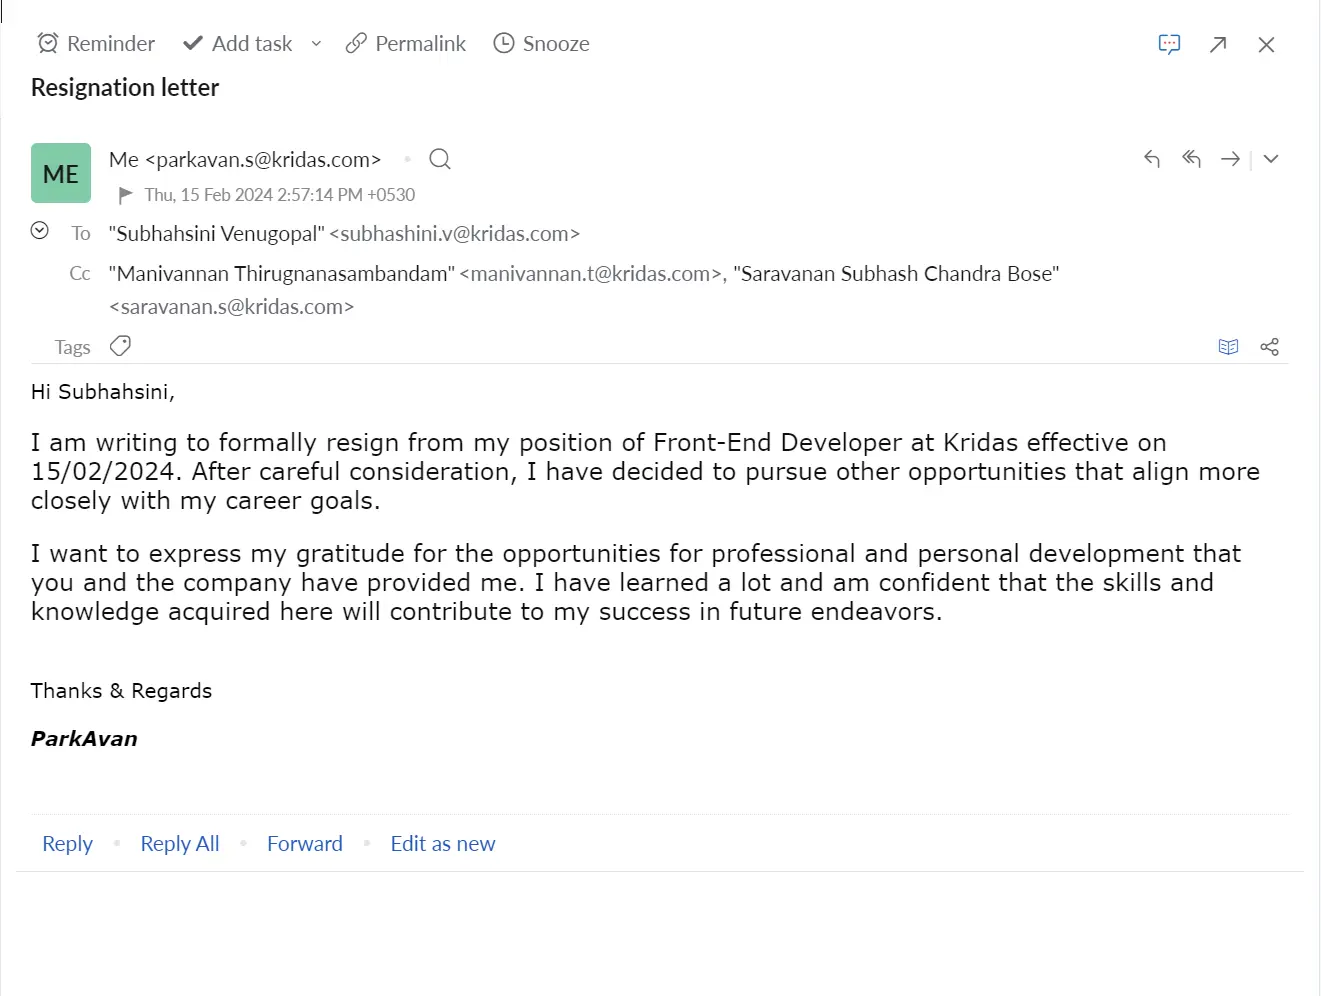 Reminder Add task Permalink Snooze
Resignation letter
ME
Me <parkavan.s@kridas.com>
Thu, 15 Feb 2024 2:57:14 PM +0530
To "Subhahsini Venugopal" <subhashini.v@kridas.com>
Cc "Manivannan Thirugnanasambandam" <manivannan.t@kridas.com>, "Saravanan Subhash Chandra Bose"
<saravanan.s@kridas.com>
Tags
Hi Subhahsini,
I am writing to formally resign from my position of Front-End Developer at Kridas effective on
15/02/2024. After careful consideration, I have decided to pursue other opportunities that align more
closely with my career goals.
I want to express my gratitude for the opportunities for professional and personal development that
you and the company have provided me. I have learned a lot and am confident that the skills and
knowledge acquired here will contribute to my success in future endeavors.
Thanks & Regards
ParkAvan
Reply Reply All Forward Edit as new